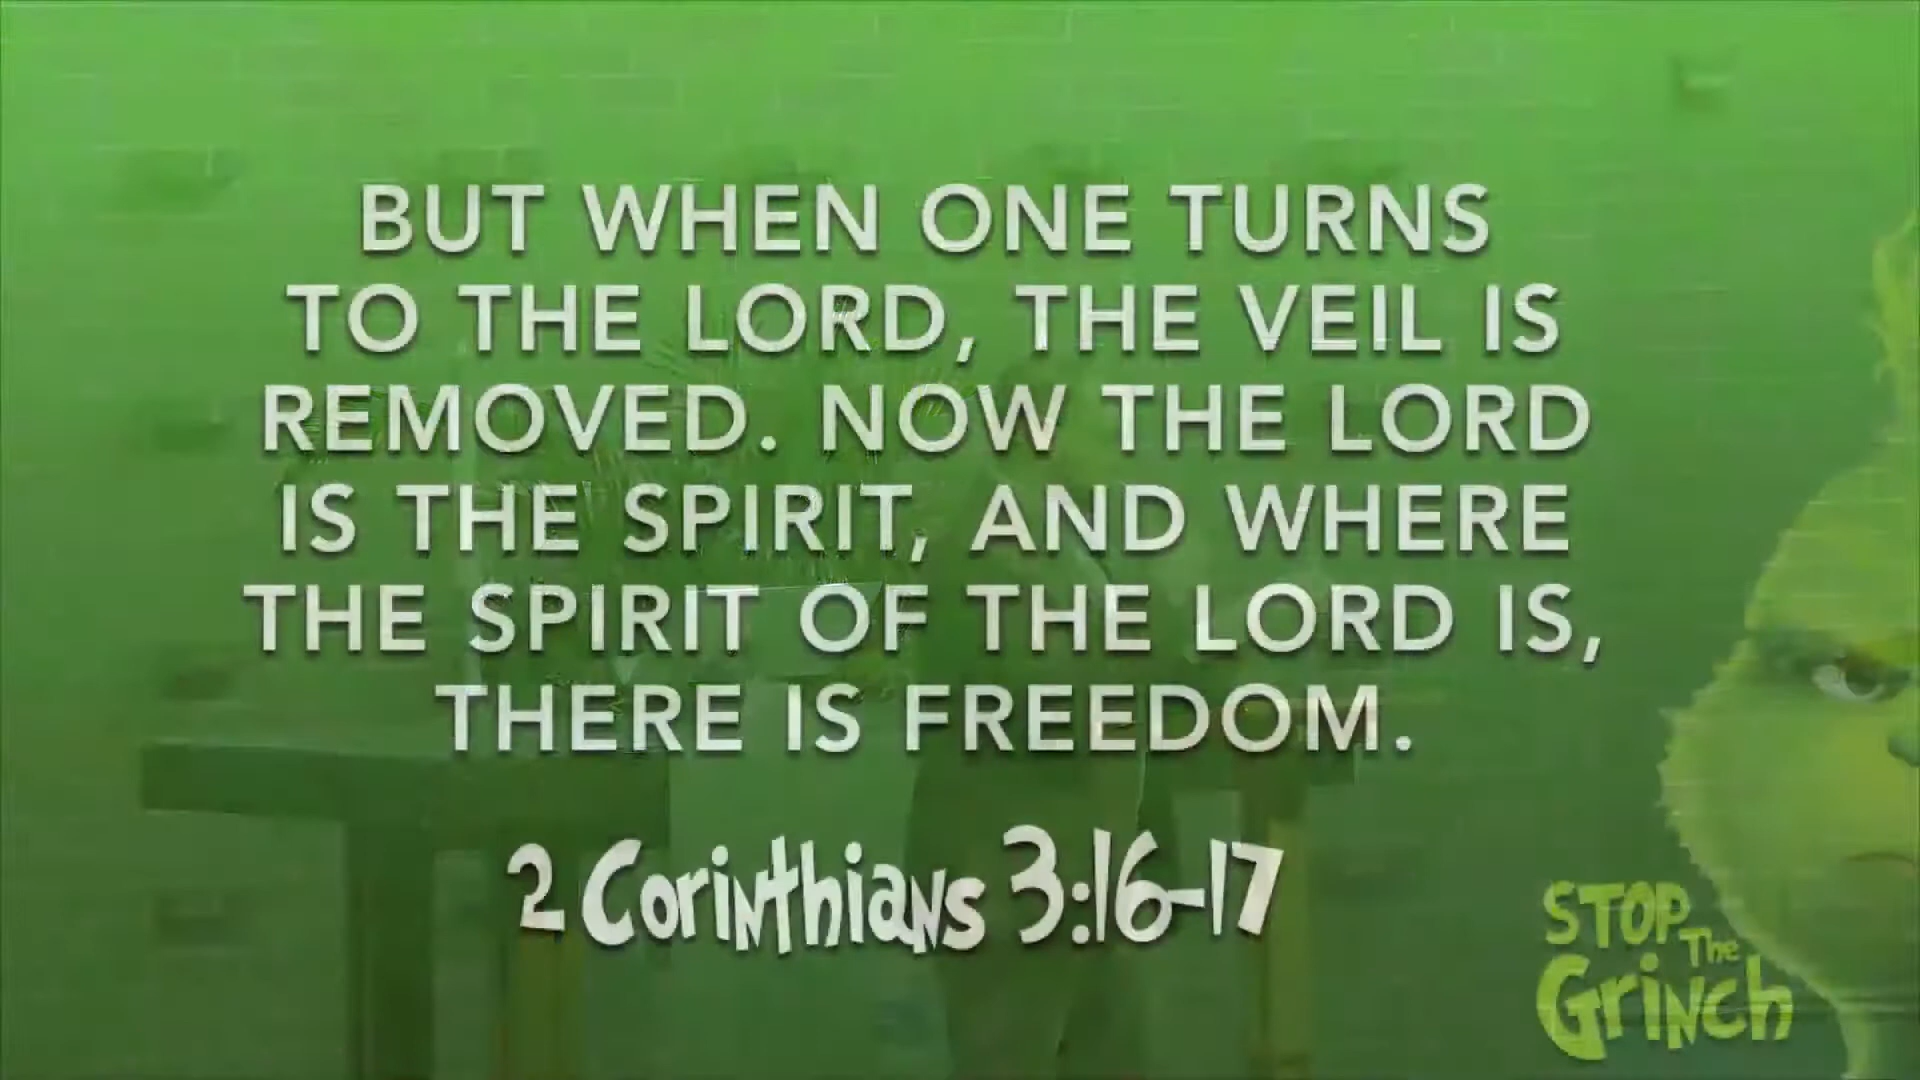 BUT WHEN ONE TURNS
TO THE LORD, THE VEIL IS
REMOVED. NOW THE LORD
IS THE SPIRIT, AND WHERE
THE SPIRIT OF THE LORD IS,
THERE IS FREEDOM.
2 Corinthians 3:16-17
STOP
The
Grinch